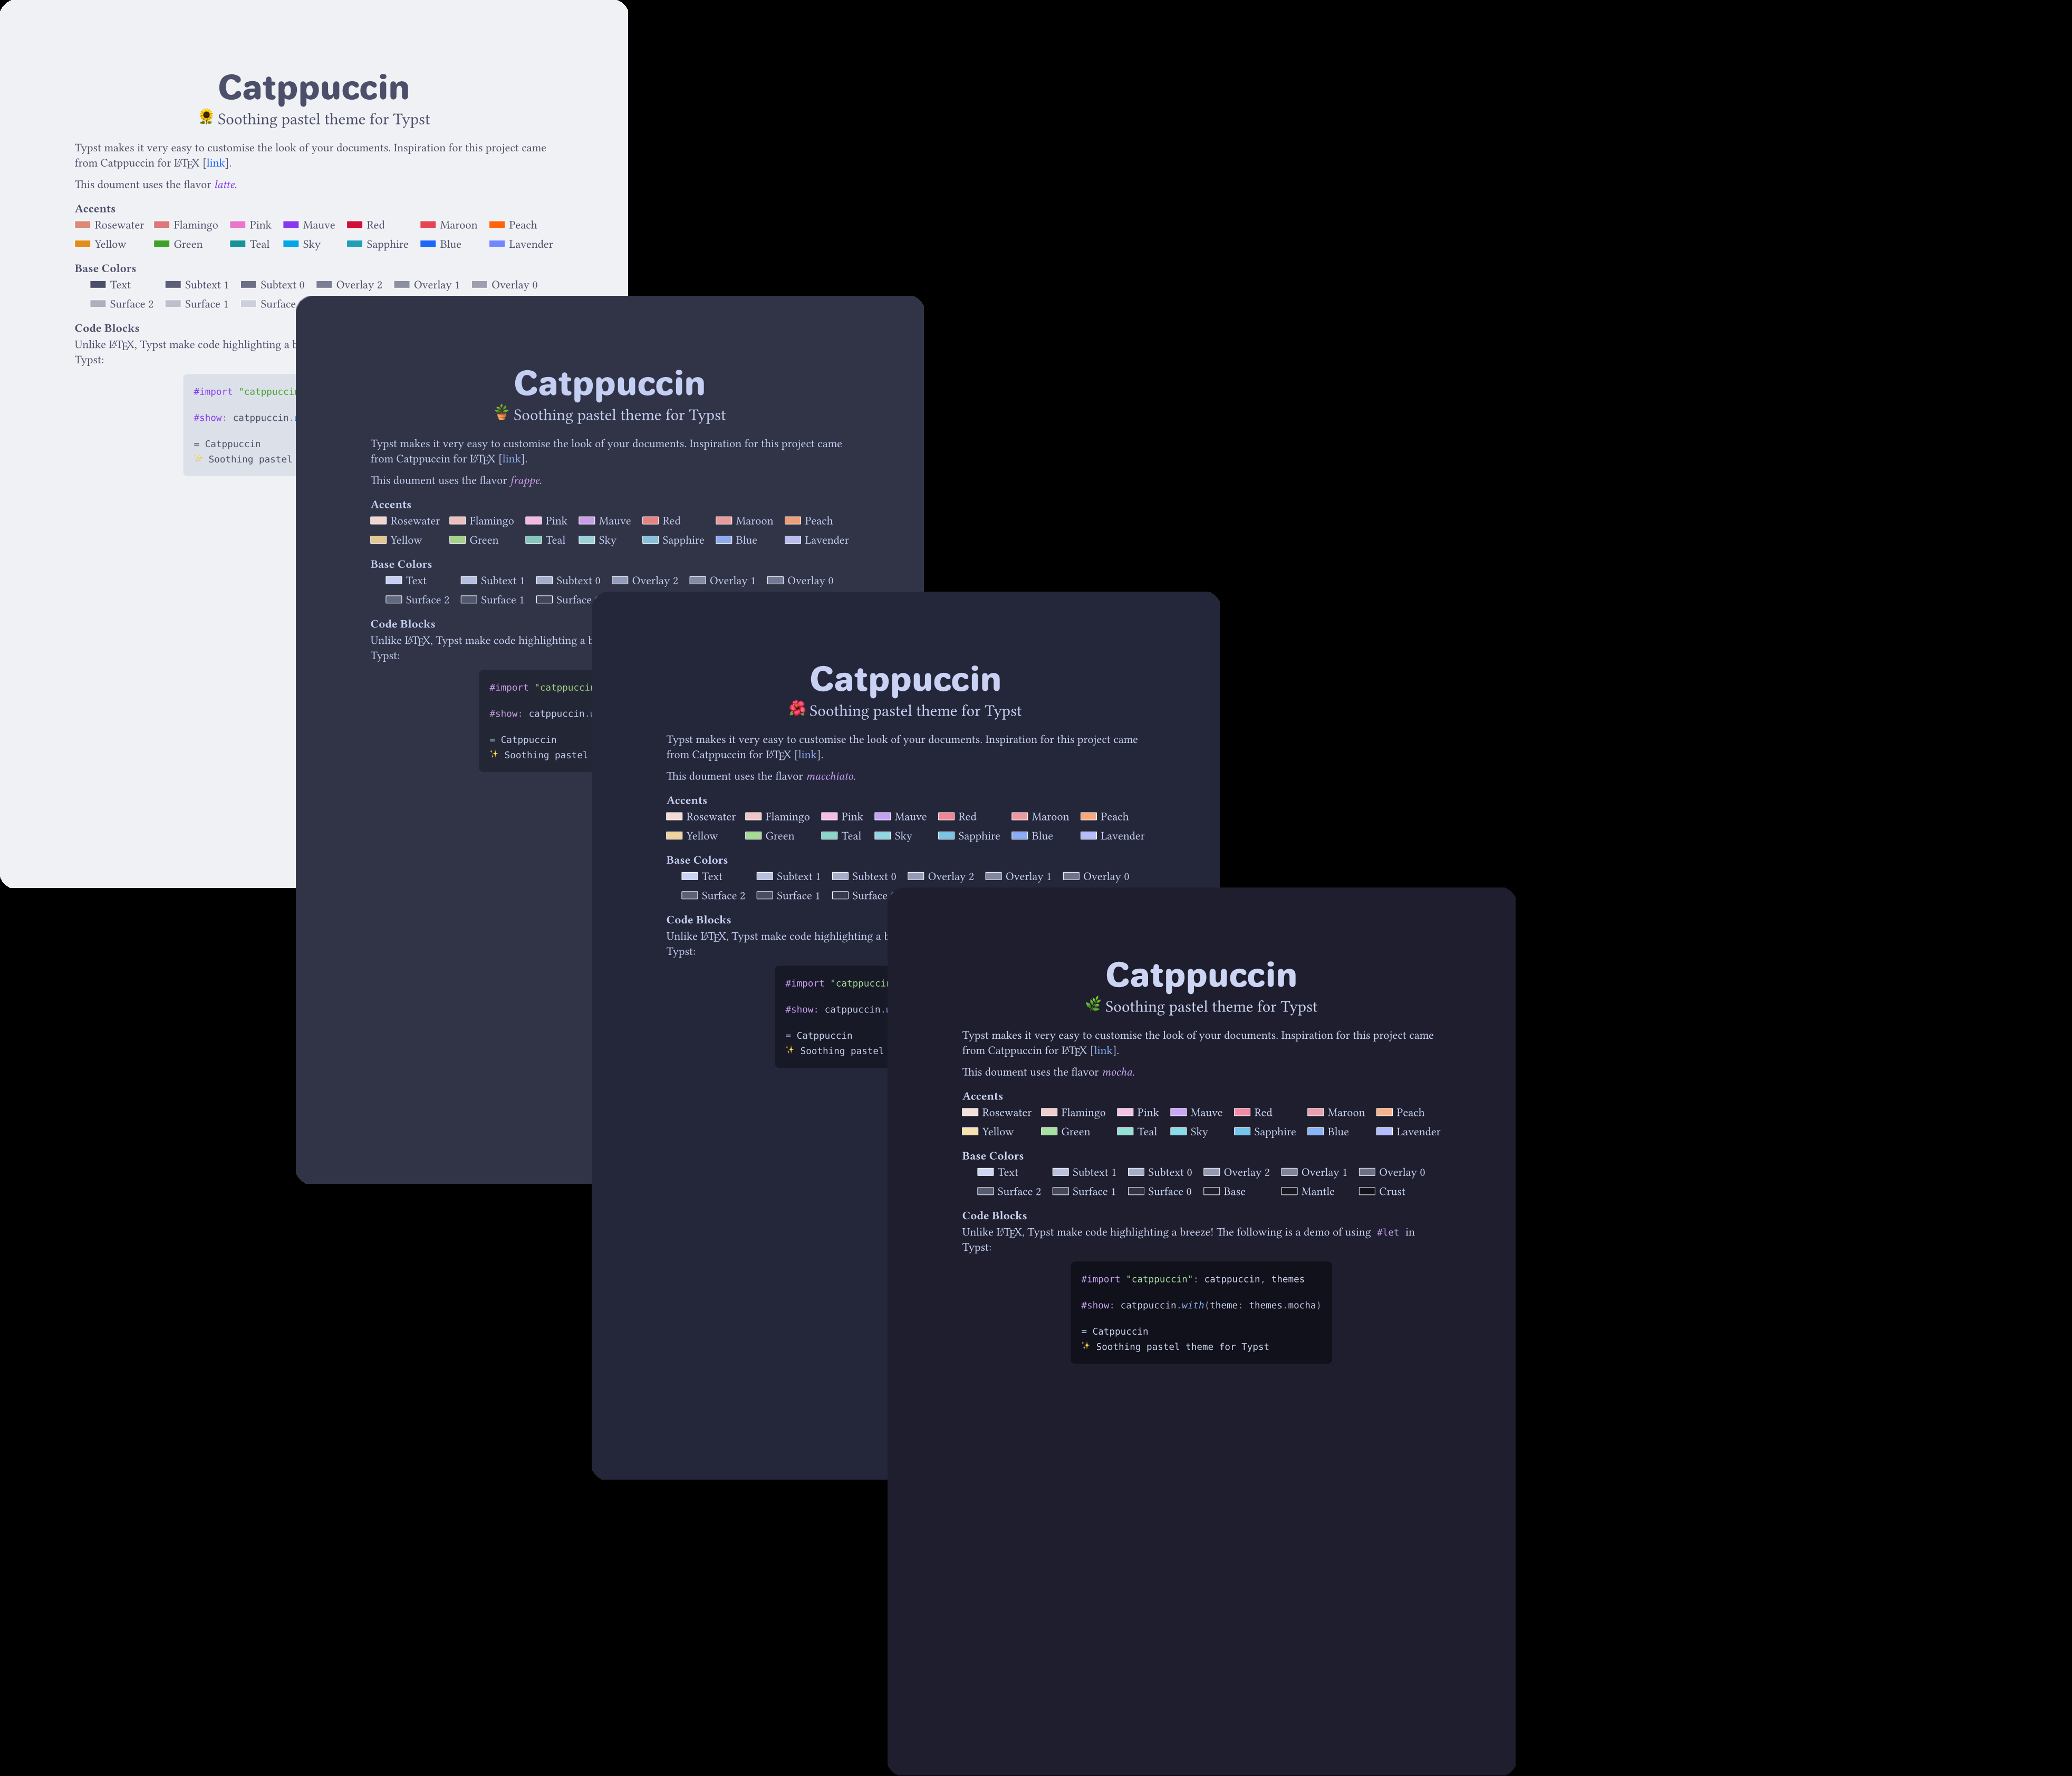 Catppuccin
🌻 Soothing pastel theme for Typst
Typst makes it very easy to customise the look of your documents. Inspiration for this project came
from Catppuccin for LATEX [link].
This doument uses the flavor latte.
Accents
Rosewater Flamingo Pink Mauve Red Maroon Peach
Yellow Green Teal Sky Sapphire Blue Lavender
Base Colors
Text Subtext 1 Subtext 0 Overlay 2 Overlay 1 Overlay 0
Surface 2 Surface 1 Surface
Code Blocks
Unlike LATEX, Typst make code highlighting a
Typst:
#import "catppuccin
#show: catppuccin.
= Catppuccin
✨ Soothing pastel
Catppuccin
🪴 Soothing pastel theme for Typst
Typst makes it very easy to customise the look of your documents. Inspiration for this project came
from Catppuccin for LATEX [link].
This doument uses the flavor frappe.
Accents
Rosewater Flamingo Pink Mauve Red Maroon Peach
Yellow Green Teal Sky Sapphire Blue Lavender
Base Colors
Text Subtext 1 Subtext 0 Overlay 2 Overlay 1 Overlay 0
Surface 2 Surface 1 Surface
Code Blocks
Unlike LATEX, Typst make code highlighting a
Typst:
#import "catppuccin
#show: catppuccin.
= Catppuccin
✨ Soothing pastel
Catppuccin
🌺 Soothing pastel theme for Typst
Typst makes it very easy to customise the look of your documents. Inspiration for this project came
from Catppuccin for LATEX [link].
This doument uses the flavor macchiato.
Accents
Rosewater Flamingo Pink Mauve Red Maroon Peach
Yellow Green Teal Sky Sapphire Blue Lavender
Base Colors
Text Subtext 1 Subtext 0 Overlay 2 Overlay 1 Overlay 0
Surface 2 Surface 1 Surface
Code Blocks
Unlike LATEX, Typst make code highlighting a
Typst:
#import "catppuccin
#show: catppuccin.
= Catppuccin
✨ Soothing pastel
Catppuccin
🌿 Soothing pastel theme for Typst
Typst makes it very easy to customise the look of your documents. Inspiration for this project came
from Catppuccin for LATEX [link].
This doument uses the flavor mocha.
Accents
Rosewater Flamingo Pink Mauve Red Maroon Peach
Yellow Green Teal Sky Sapphire Blue Lavender
Base Colors
Text Subtext 1 Subtext 0 Overlay 2 Overlay 1 Overlay 0
Surface 2 Surface 1 Surface 0 Base Mantle Crust
Code Blocks
Unlike LATEX, Typst make code highlighting a breeze! The following is a demo of using #let in
Typst:
#import "catppuccin": catppuccin, themes
#show: catppuccin.with(theme: themes.mocha)
= Catppuccin
✨ Soothing pastel theme for Typst